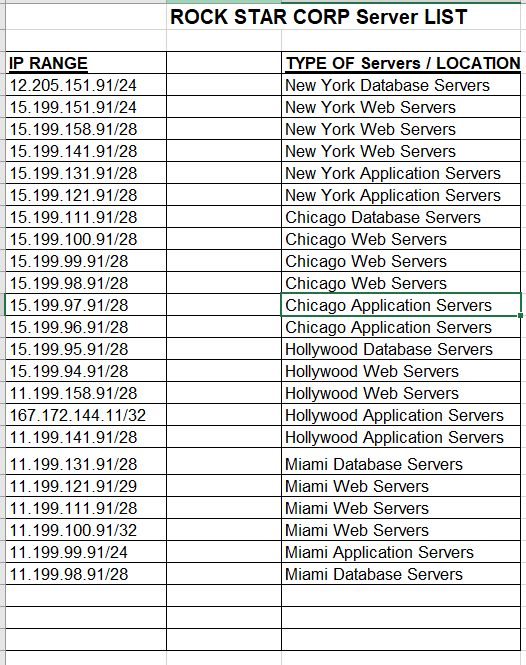 ROCK STAR CORP Server LIST
IP RANGE TYPE OF Servers / LOCATION
12.205.151.91/24 New York Database Servers
15.199.151.91/24 New York Web Servers
15.199.158.91/28 New York Web Servers
15.199.141.91/28 New York Web Servers
15.199.131.91/28 New York Application Servers
15.199.121.91/28 New York Application Servers
15.199.111.91/28 Chicago Database Servers
15.199.100.91/28 Chicago Web Servers
15.199.99.91/28 Chicago Web Servers
15.199.98.91/28 Chicago Web Servers
15.199.97.91/28 Chicago Application Servers
15.199.96.91/28 Chicago Application Servers
15.199.95.91/28 Hollywood Database Servers
15.199.94.91/28 Hollywood Web Servers
11.199.158.91/28 Hollywood Web Servers
167.172.144.11/32 Hollywood Application Servers
11.199.141.91/28 Hollywood Application Servers
11.199.131.91/28 Miami Database Servers
11.199.121.91/29 Miami Web Servers
11.199.111.91/28 Miami Web Servers
11.199.100.91/32 Miami Web Servers
11.199.99.91/24 Miami Application Servers
11.199.98.91/28 Miami Database Servers